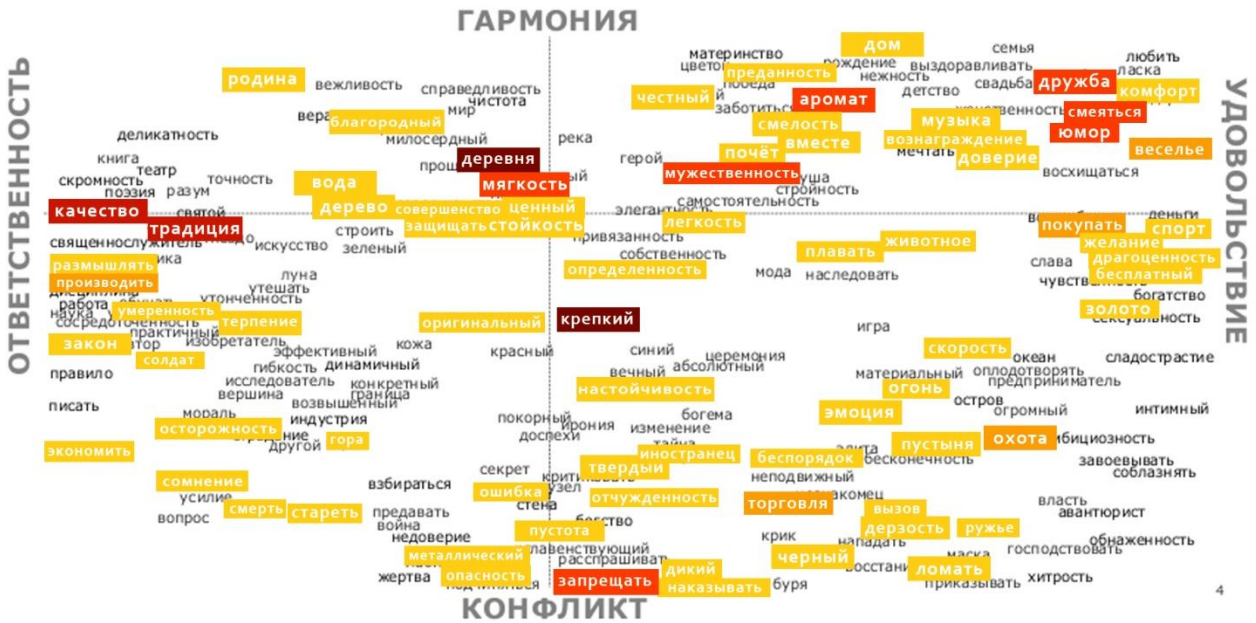 ГАРМОНИЯ
материнство
дом
семья
любить
родина
вежливость
рождение
выздоравливать
ласка
преданность
нежность
свадьба
дружба
справедливость
честный
аромат
детство
комфорт
чистота
мир
благородный
заботиться
смелость
музыка
смеяться
юмор
деликатность
милосердный
река
вместе
вознаграждение
веселье
книга
деревня
герой
почёт
мечтать
доверие
театр
мужественность
восхищаться
скромность
точность
вода
мягкость
поэзия
разум
стройность
самостоятельность
качество
святой
дерево
совершенство
ценный
элегантность
деньги
традиция
строить
защищать
стойкость
легкость
покупать
спорт
священнослужитель
искусство
зеленый
привязанность
плавать
животное
желание
размышлять
собственность
слава
драгоценность
определенность
мода
наследовать
бесплатный
производить
луна
утешать
богатство
работа
утонченность
наука
умеренность
золото
сосредоточенность
терпение
оригинальный
крепкий
практичный
игра
закон
изобретатель
кожа
солдат
эффективный
красный
синий
церемония
скорость
океан
сладострастие
правило
гибкость
динамичный
вечный
абсолютный
материальный
оплодотворять
исследователь
конкретный
настойчивость
огонь
предприниматель
вершина
граница
остров
писать
возвышенный
эмоция
огромный
интимный
мораль
индустрия
покорный
богема
осторожность
ирония
изменение
доспехи
пустыня
охота
экономить
другой
гора
иностранец
беспорядок
бесконечность
завоевывать
секрет
твердый
неподвижный
соблазнять
сомнение
взбираться
усилие
ошибка
отчужденность
торговля
власть
смерть
стареть
предавать
стена
вызов
авантюрист
вопрос
война
дерзость
ружье
недоверие
пустота
крик
нападать
обнаженность
металлический
расспрашивать
черный
господствовать
жертва
опасность
запрещать
дикий
ломать
наказывать
буря
приказывать
хитрость
КОНФЛИКТ
ОТВЕТСТВЕННОСТЬ
УДОВОЛЬСТВИЕ
4